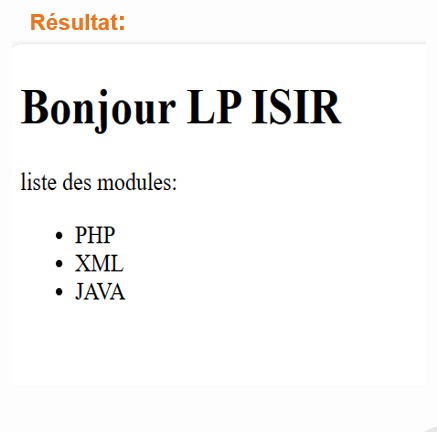 Résultat:
Bonjour LP ISIR
liste des modules:
• PHP
• XML
• JAVA